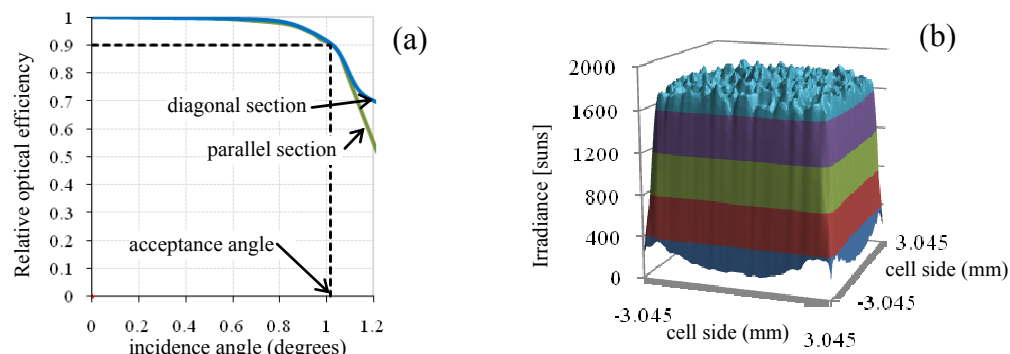 (a)
Relative optical efficiency
1
0.9
0.8
0.7
0.6
0.5
0.4
0.3
0.2
0.1
0
diagonal section
parallel section
acceptance angle
0 0.2 0.4 0.6 0.8 1 1.2
incidence angle (degrees)
(b)
Irradiance [suns]
2000
1600
1200
800
400
0
3.045
cell side (mm)
-3.045
-3.045
cell side (mm)
3.045